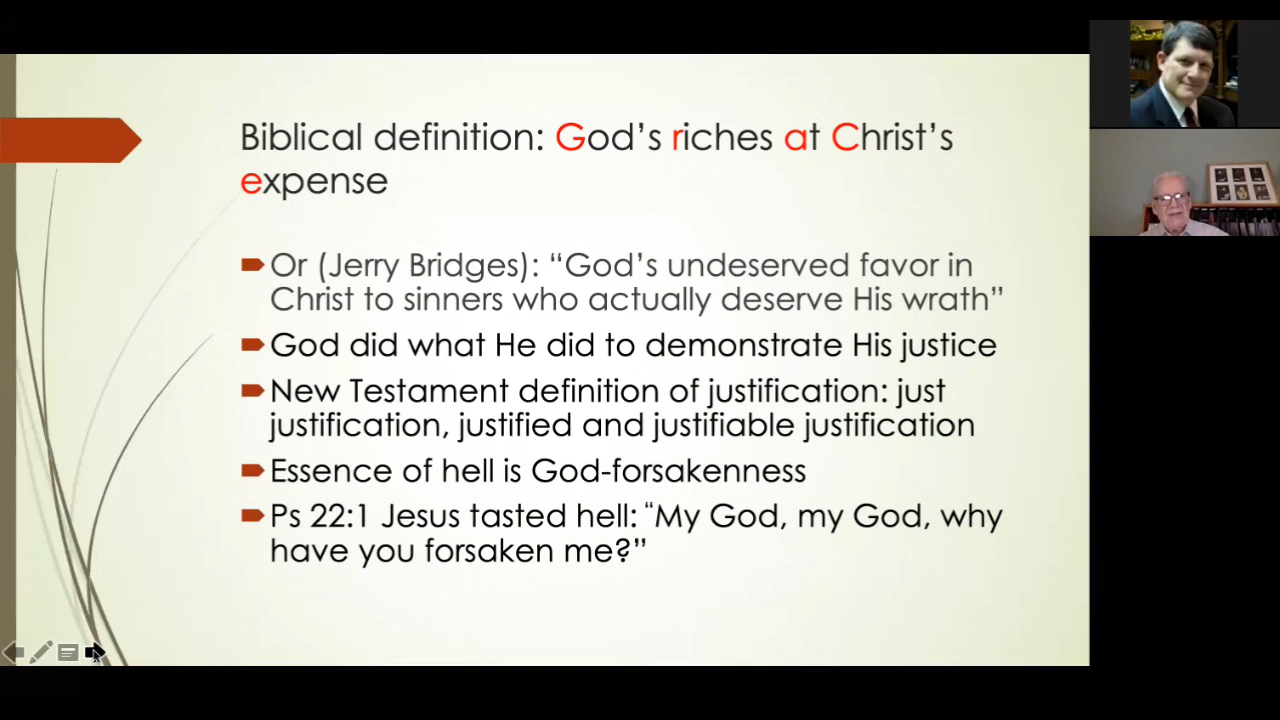 Biblical definition: God’s riches at Christ’s
expense
Or (Jerry Bridges): “God’s undeserved favor in
Christ to sinners who actually deserve His wrath”
God did what He did to demonstrate His justice
New Testament definition of justification: just
justification, justified and justifiable justification
Essence of hell is God-forsakenness
Ps 22:1 Jesus tasted hell: “My God, my God, why
have you forsaken me?”